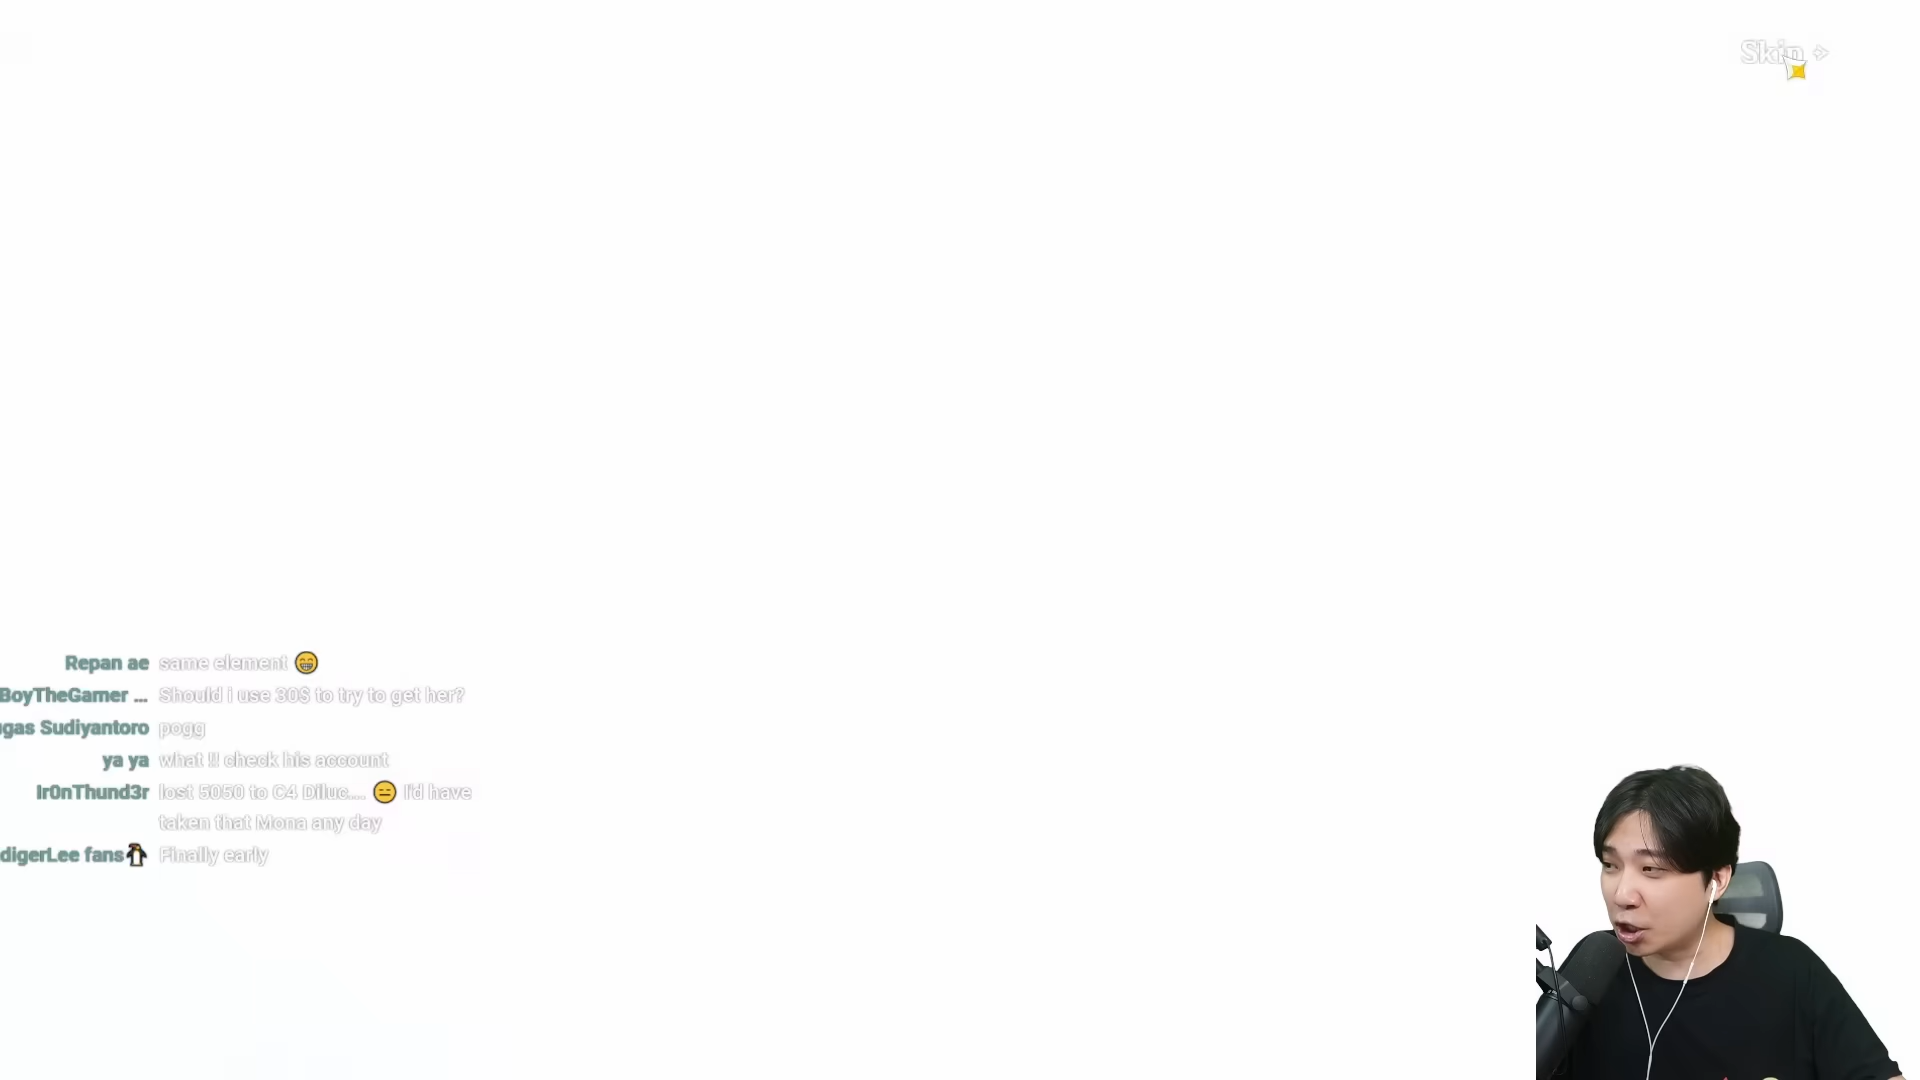 Skip
Repan ae same element 😁
BoyTheGamer ... Should i use 30$ to try to get her?
gas Sudiyantoro pogg
ya ya what !! check his account
Ir0nThund3r lost 5050 to C4 Diluc... 😑 I'd have
taken that Mona any day
digerLee fans🐧 Finally early